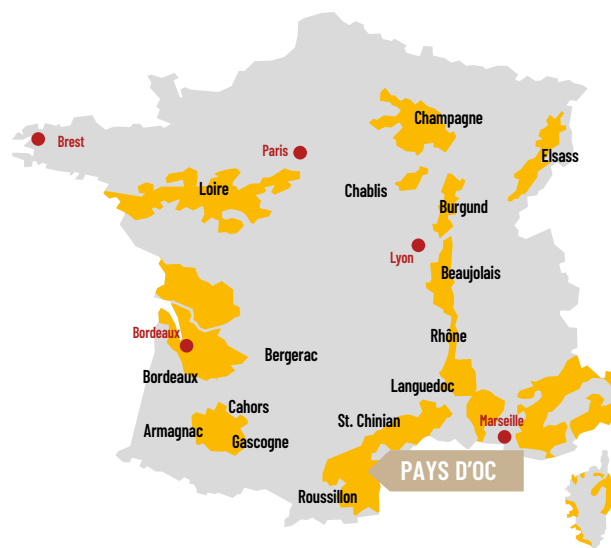 Champagne
Brest
Paris
Elsass
Loire
Chablis
Burgund
Lyon
Beaujolais
Bordeaux
Rhône
Bergerac
Bordeaux
Languedoc
Cahors
St. Chinian
Marseille
Armagnac
Gascogne
PAYS D'OC
Roussillon